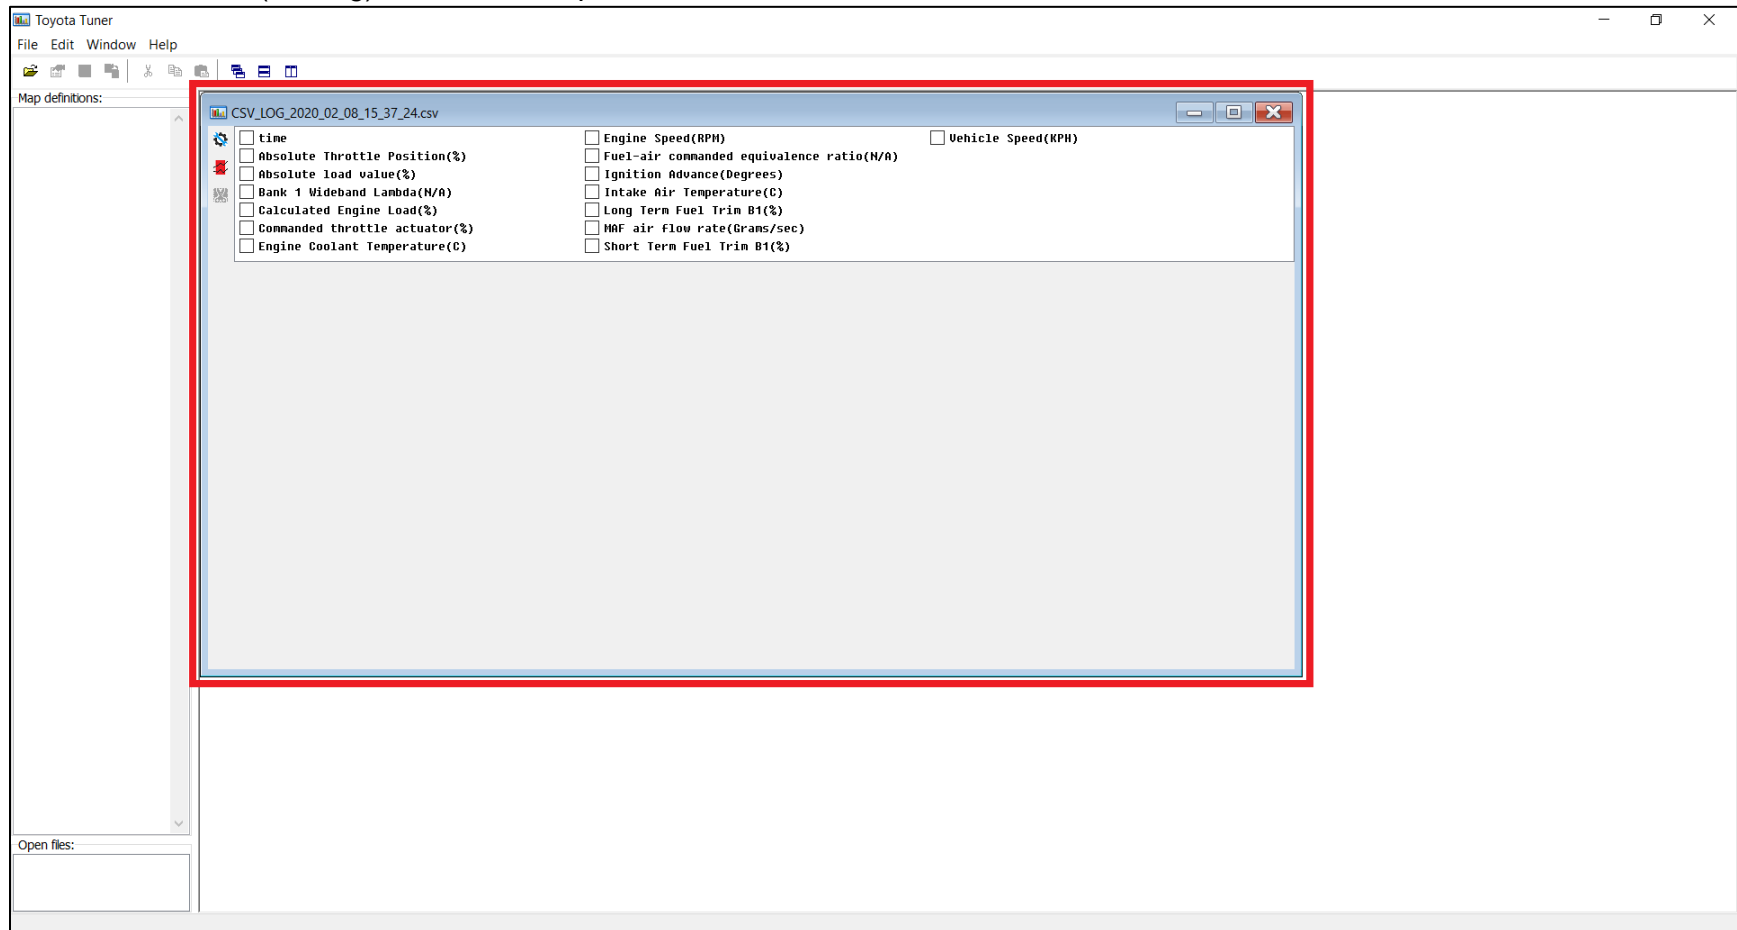 Toyota Tuner
File Edit Window Help
Map definitions:
CSV_LOG_2020_02_08_15_37_24.csv
time
Absolute Throttle Position(%)
Absolute load value(%)
Bank 1 Wideband Lambda(N/A)
Calculated Engine Load(%)
Commanded throttle actuator(%)
Engine Coolant Temperature(C)
Engine Speed(RPM)
Fuel-air commanded equivalence ratio(N/A)
Ignition Advance(Degrees)
Intake Air Temperature(C)
Long Term Fuel Trim B1(%)
MAF air flow rate(Grams/sec)
Short Term Fuel Trim B1(%)
Vehicle Speed(KPH)
Open files: